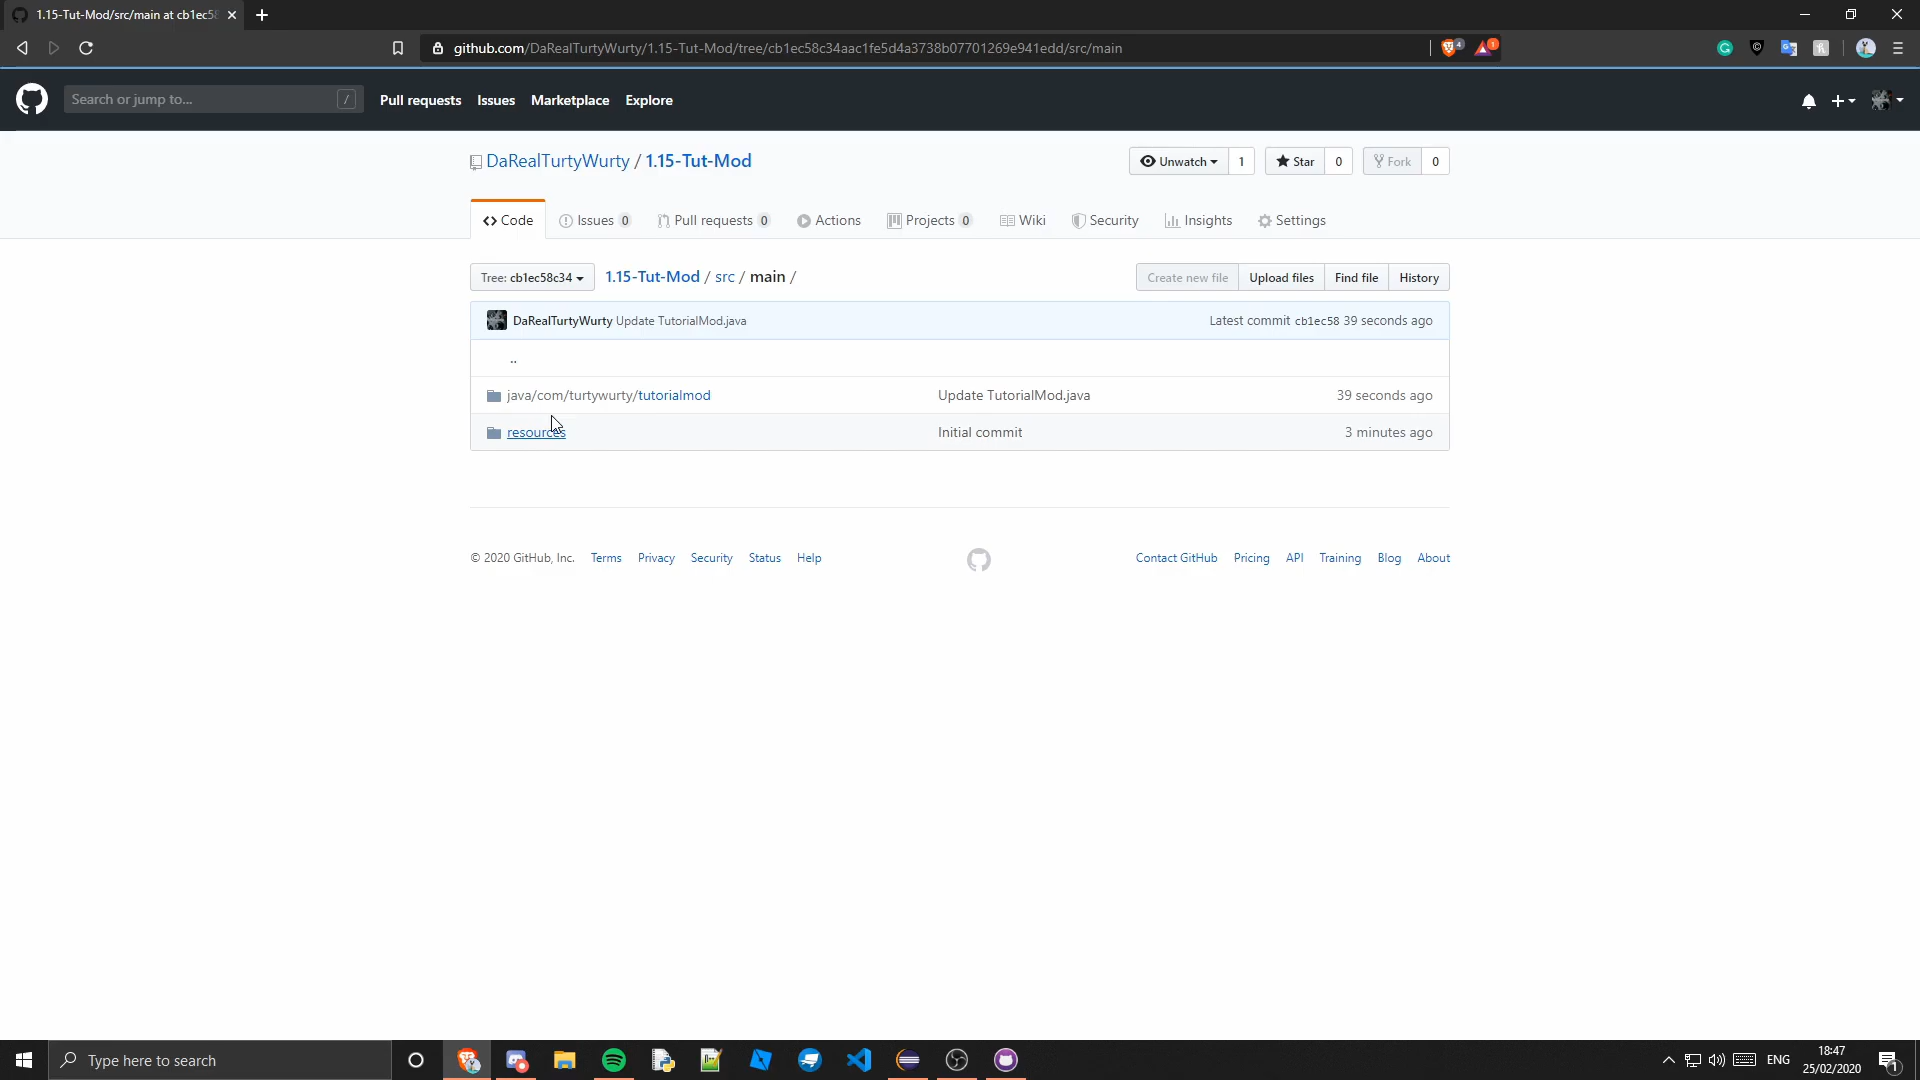 1.15-Tut-Mod/src/main at cb1ec58
github.com/DaRealTurtyWurty/1.15-Tut-Mod/tree/cb1ec58c34aac1fe5d4a3738b07701269e941edd/src/main
4
1
Search or jump to...
/
Pull requests
Issues
Marketplace
Explore
DaRealTurtyWurty / 1.15-Tut-Mod
Unwatch 1
Star 0
Fork 0
Code
Issues 0
Pull requests 0
Actions
Projects 0
Wiki
Security
Insights
Settings
Tree: cb1ec58c34
1.15-Tut-Mod / src / main /
Create new file
Upload files
Find file
History
DaRealTurtyWurty Update TutorialMod.java
Latest commit cb1ec58 39 seconds ago
..
java/com/turtywurty/tutorialmod
Update TutorialMod.java
39 seconds ago
resources
Initial commit
3 minutes ago
© 2020 GitHub, Inc.
Terms
Privacy
Security
Status
Help
Contact GitHub
Pricing
API
Training
Blog
About
Type here to search
ENG
18:47
25/02/2020
1